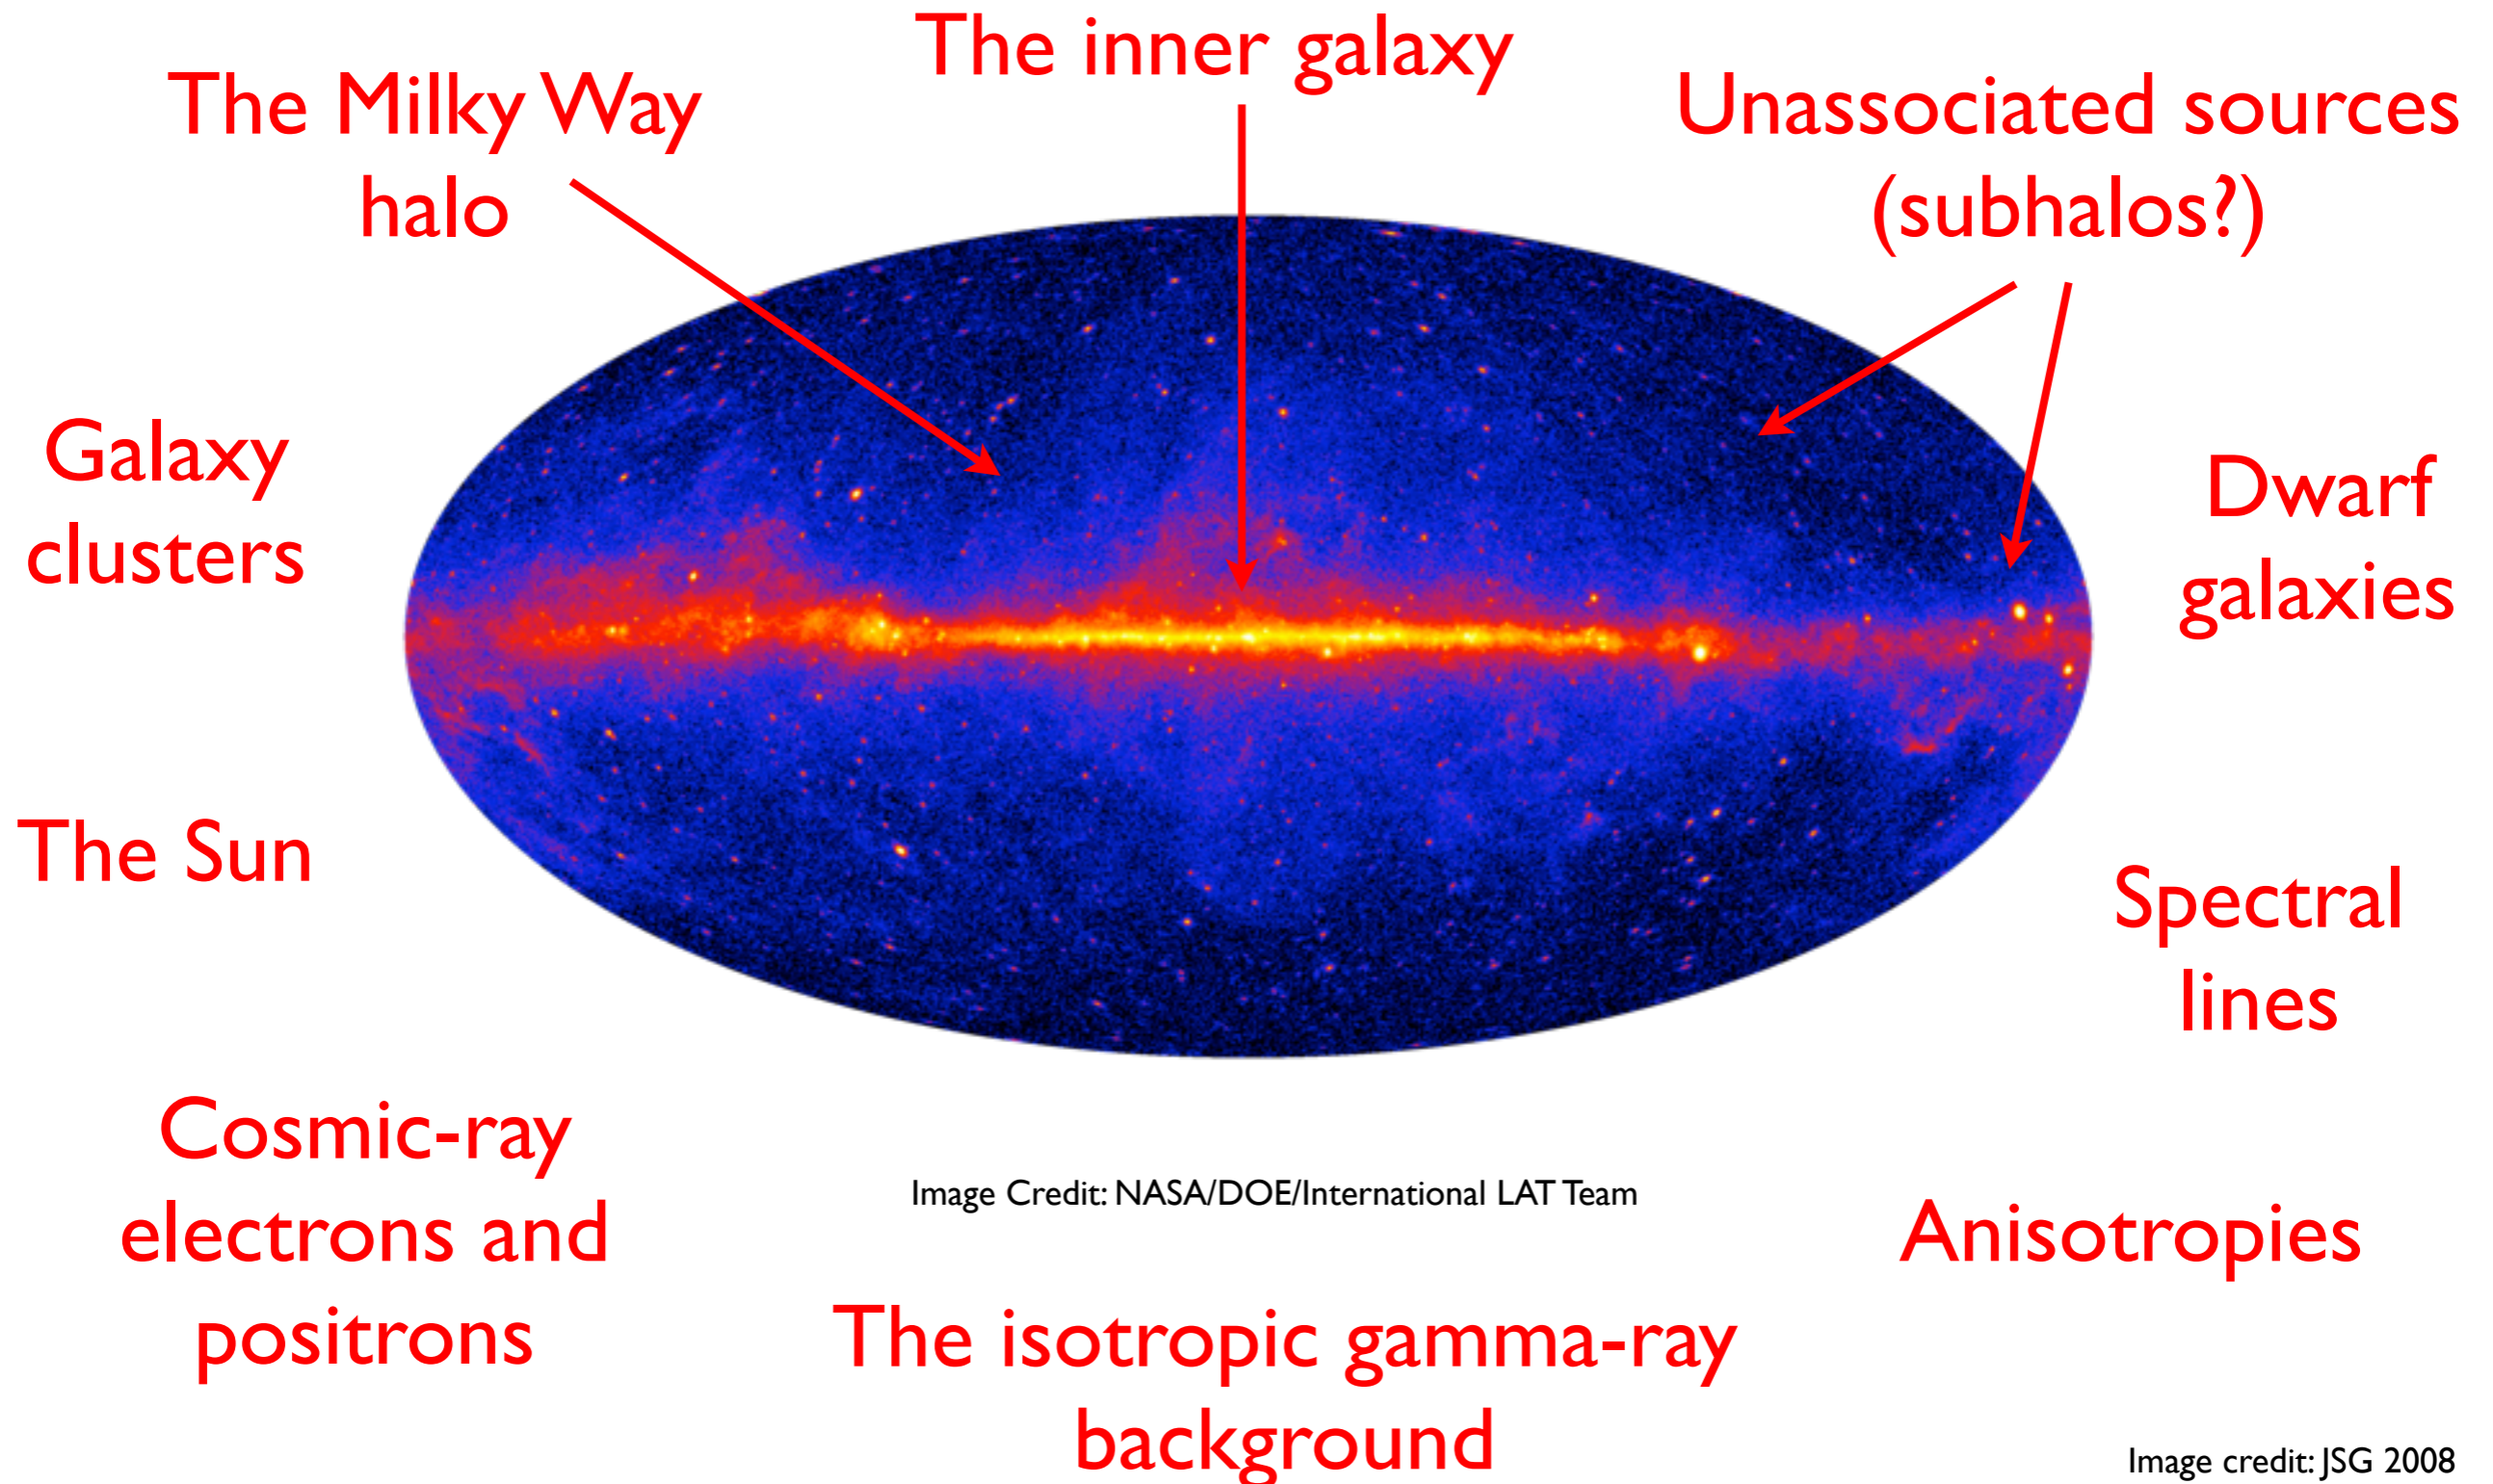 The inner galaxy
The Milky Way
halo
Unassociated sources
(subhalos?)
Galaxy
clusters
Dwarf
galaxies
The Sun
Spectral
lines
Cosmic-ray
electrons and
positrons
Image Credit: NASA/DOE/International LAT Team
Anisotropies
The isotropic gamma-ray
background
Image credit: JSG 2008